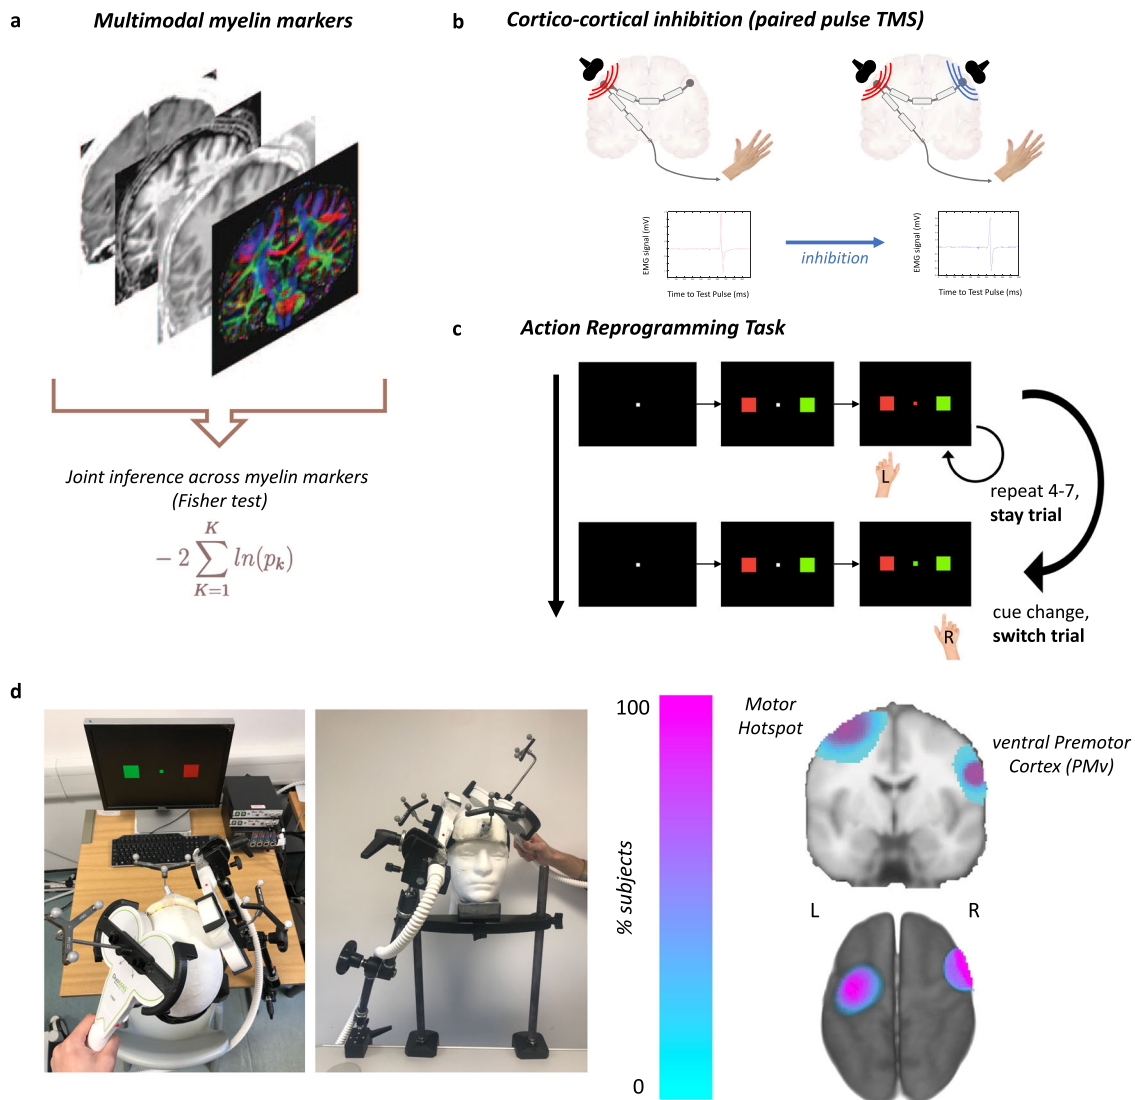 a
Multimodal myelin markers
Joint inference across myelin markers
(Fisher test)
− 2 ∑ ln(pₖ)
K
K=1
b
Cortico-cortical inhibition (paired pulse TMS)
EMG signal (mV)
Time to Test Pulse (ms)
inhibition
EMG signal (mV)
Time to Test Pulse (ms)
c
Action Reprogramming Task
L
repeat 4-7,
stay trial
cue change,
switch trial
R
d
100
% subjects
0
Motor
Hotspot
ventral Premotor
Cortex (PMv)
L
R